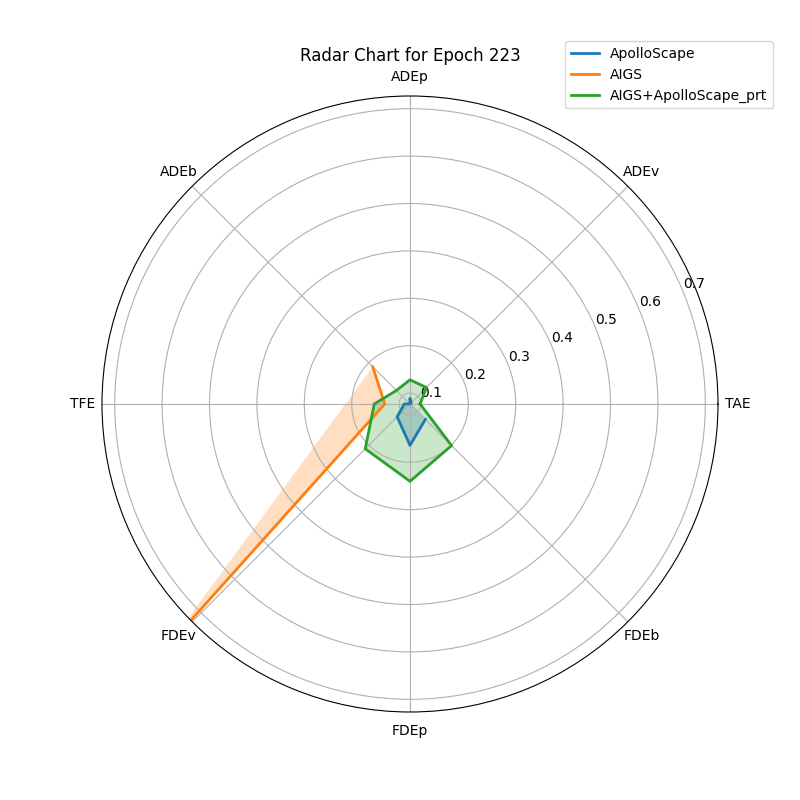 Radar Chart for Epoch 223
ApolloScape
AIGS
AIGS+ApolloScape_prt
ADEp
ADEb
ADEv
0.7
0.6
0.5
0.4
0.3
0.2
0.1
TFE
TAE
FDEv
FDEb
FDEp